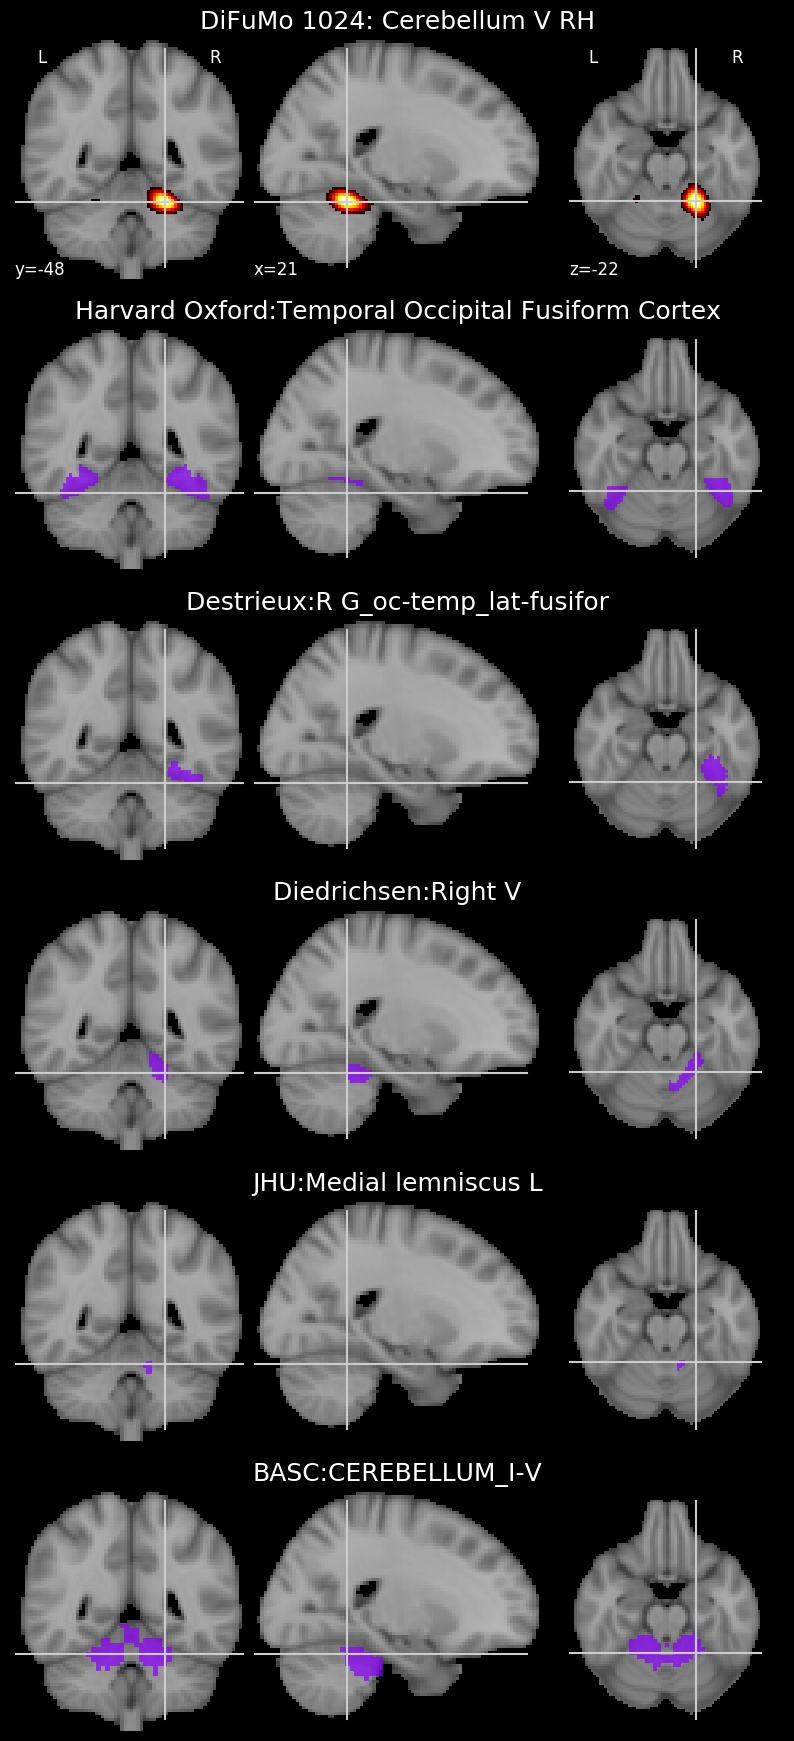 DiFuMo 1024: Cerebellum V RH
L R L R
y=-48 x=21 z=-22
Harvard Oxford:Temporal Occipital Fusiform Cortex
Destrieux:R G_oc-temp_lat-fusifor
Diedrichsen:Right V
JHU:Medial lemniscus L
BASC:CEREBELLUM_I-V